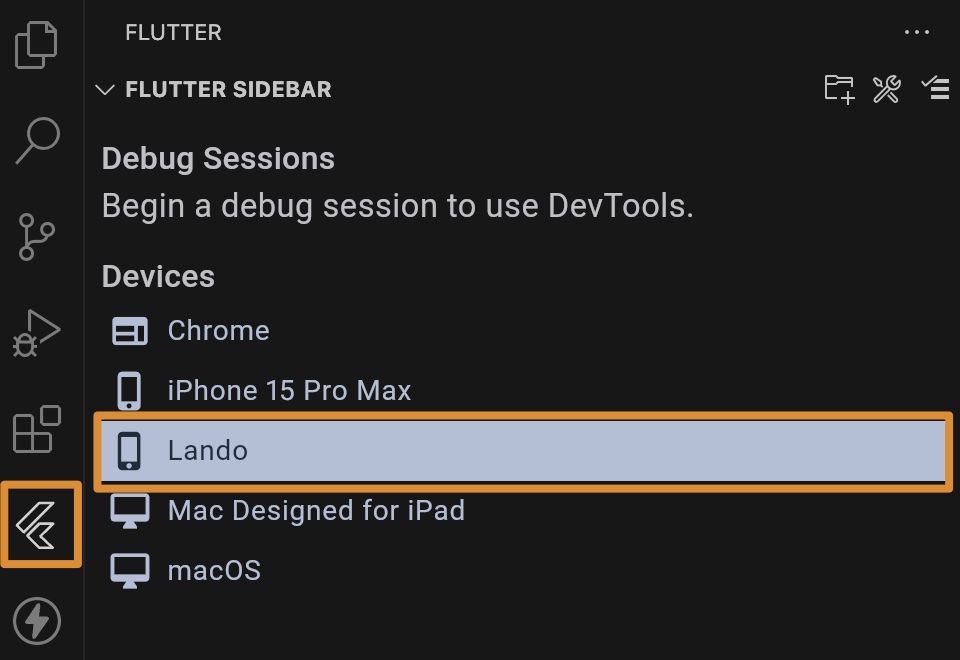 FLUTTER
FLUTTER SIDEBAR
Debug Sessions
Begin a debug session to use DevTools.
Devices
Chrome
iPhone 15 Pro Max
Lando
Mac Designed for iPad
macOS